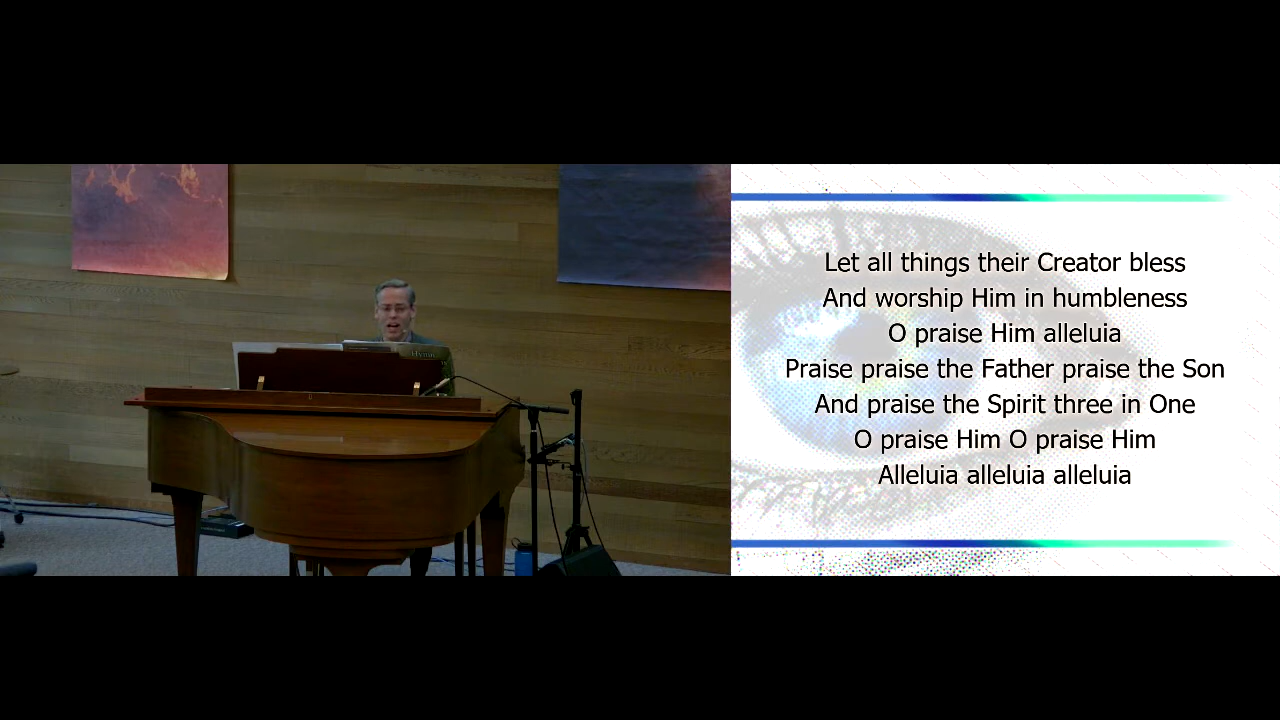 Hymn
Let all things their Creator bless
And worship Him in humbleness
O praise Him alleluia
Praise praise the Father praise the Son
And praise the Spirit three in One
O praise Him O praise Him
Alleluia alleluia alleluia